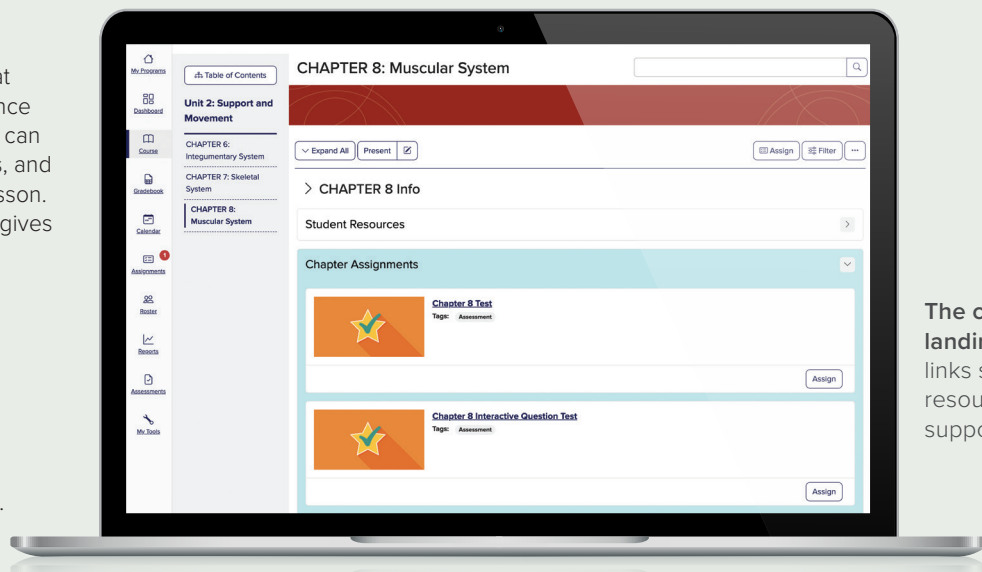 at
nce
can
s, and
sson.
gives
.
My Programs
Dashboard
Course
Gradebook
Calendar
1
Assignments
Roster
Reports
Assessments
My Tools
Table of Contents
Unit 2: Support and
Movement
CHAPTER 6:
Integumentary System
CHAPTER 7: Skeletal
System
CHAPTER 8:
Muscular System
CHAPTER 8: Muscular System
Expand All Present
Assign Filter ...
CHAPTER 8 Info
Student Resources
Chapter Assignments
Chapter 8 Test
Tags: Assessment
Assign
Chapter 8 Interactive Question Test
Tags: Assessment
Assign
The c
landin
links s
resou
suppo